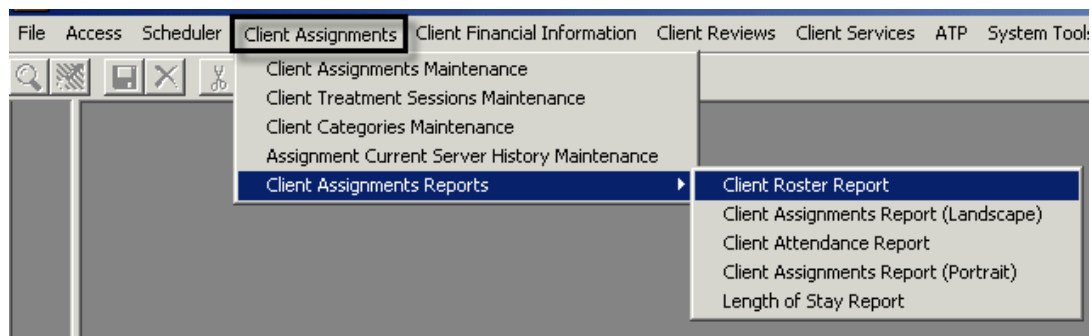 File Access Scheduler Client Assignments Client Financial Information Client Reviews Client Services ATP System Tools
Client Assignments Maintenance
Client Treatment Sessions Maintenance
Client Categories Maintenance
Assignment Current Server History Maintenance
Client Assignments Reports
Client Roster Report
Client Assignments Report (Landscape)
Client Attendance Report
Client Assignments Report (Portrait)
Length of Stay Report